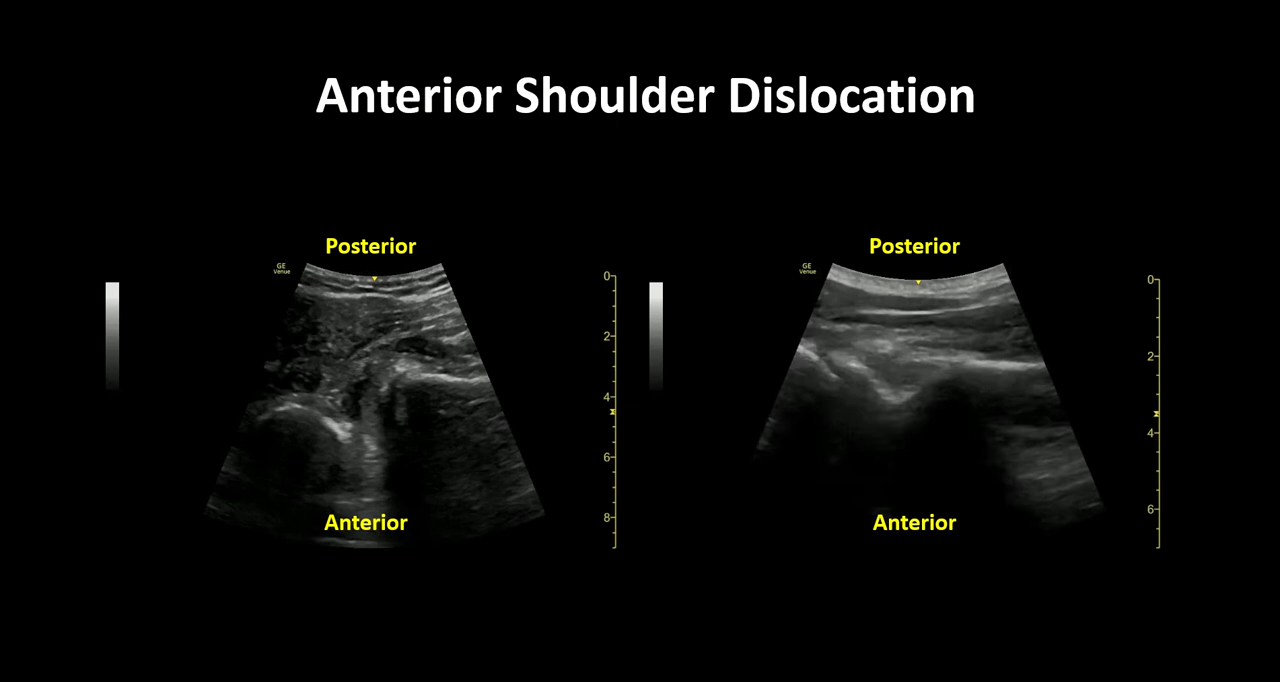 Anterior Shoulder Dislocation
Posterior
GE
Venue
0
2
4
6
8
Anterior
Posterior
GE
Venue
0
2
4
6
Anterior